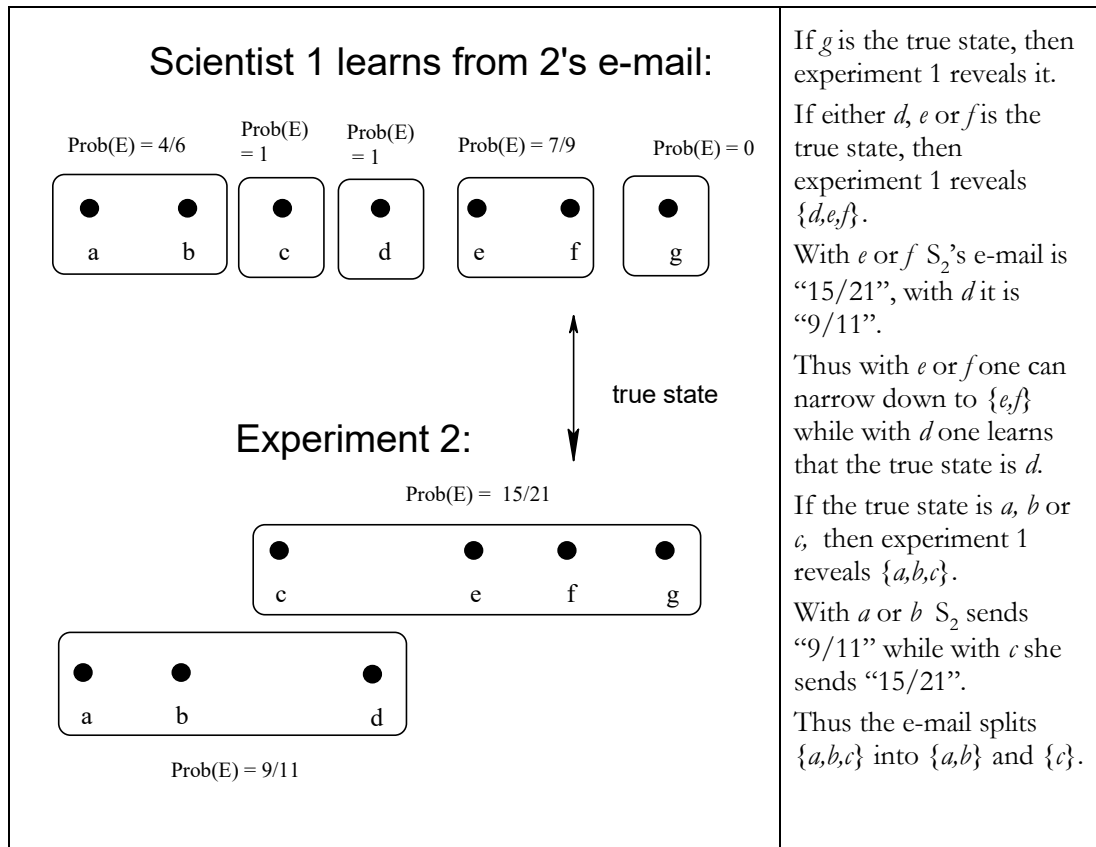 Scientist 1 learns from 2's e-mail:
Prob(E) = 4/6
Prob(E)
= 1
Prob(E)
= 1
Prob(E) = 7/9
Prob(E) = 0
a b c d e f g
true state
Experiment 2:
Prob(E) = 15/21
c e f g
a b d
Prob(E) = 9/11
If g is the true state, then
experiment 1 reveals it.
If either d, e or f is the
true state, then
experiment 1 reveals
{d,e,f}.
With e or f S₂’s e-mail is
“15/21”, with d it is
“9/11”.
Thus with e or f one can
narrow down to {e,f}
while with d one learns
that the true state is d.
If the true state is a, b or
c, then experiment 1
reveals {a,b,c}.
With a or b S₂ sends
“9/11” while with c she
sends “15/21”.
Thus the e-mail splits
{a,b,c} into {a,b} and {c}.